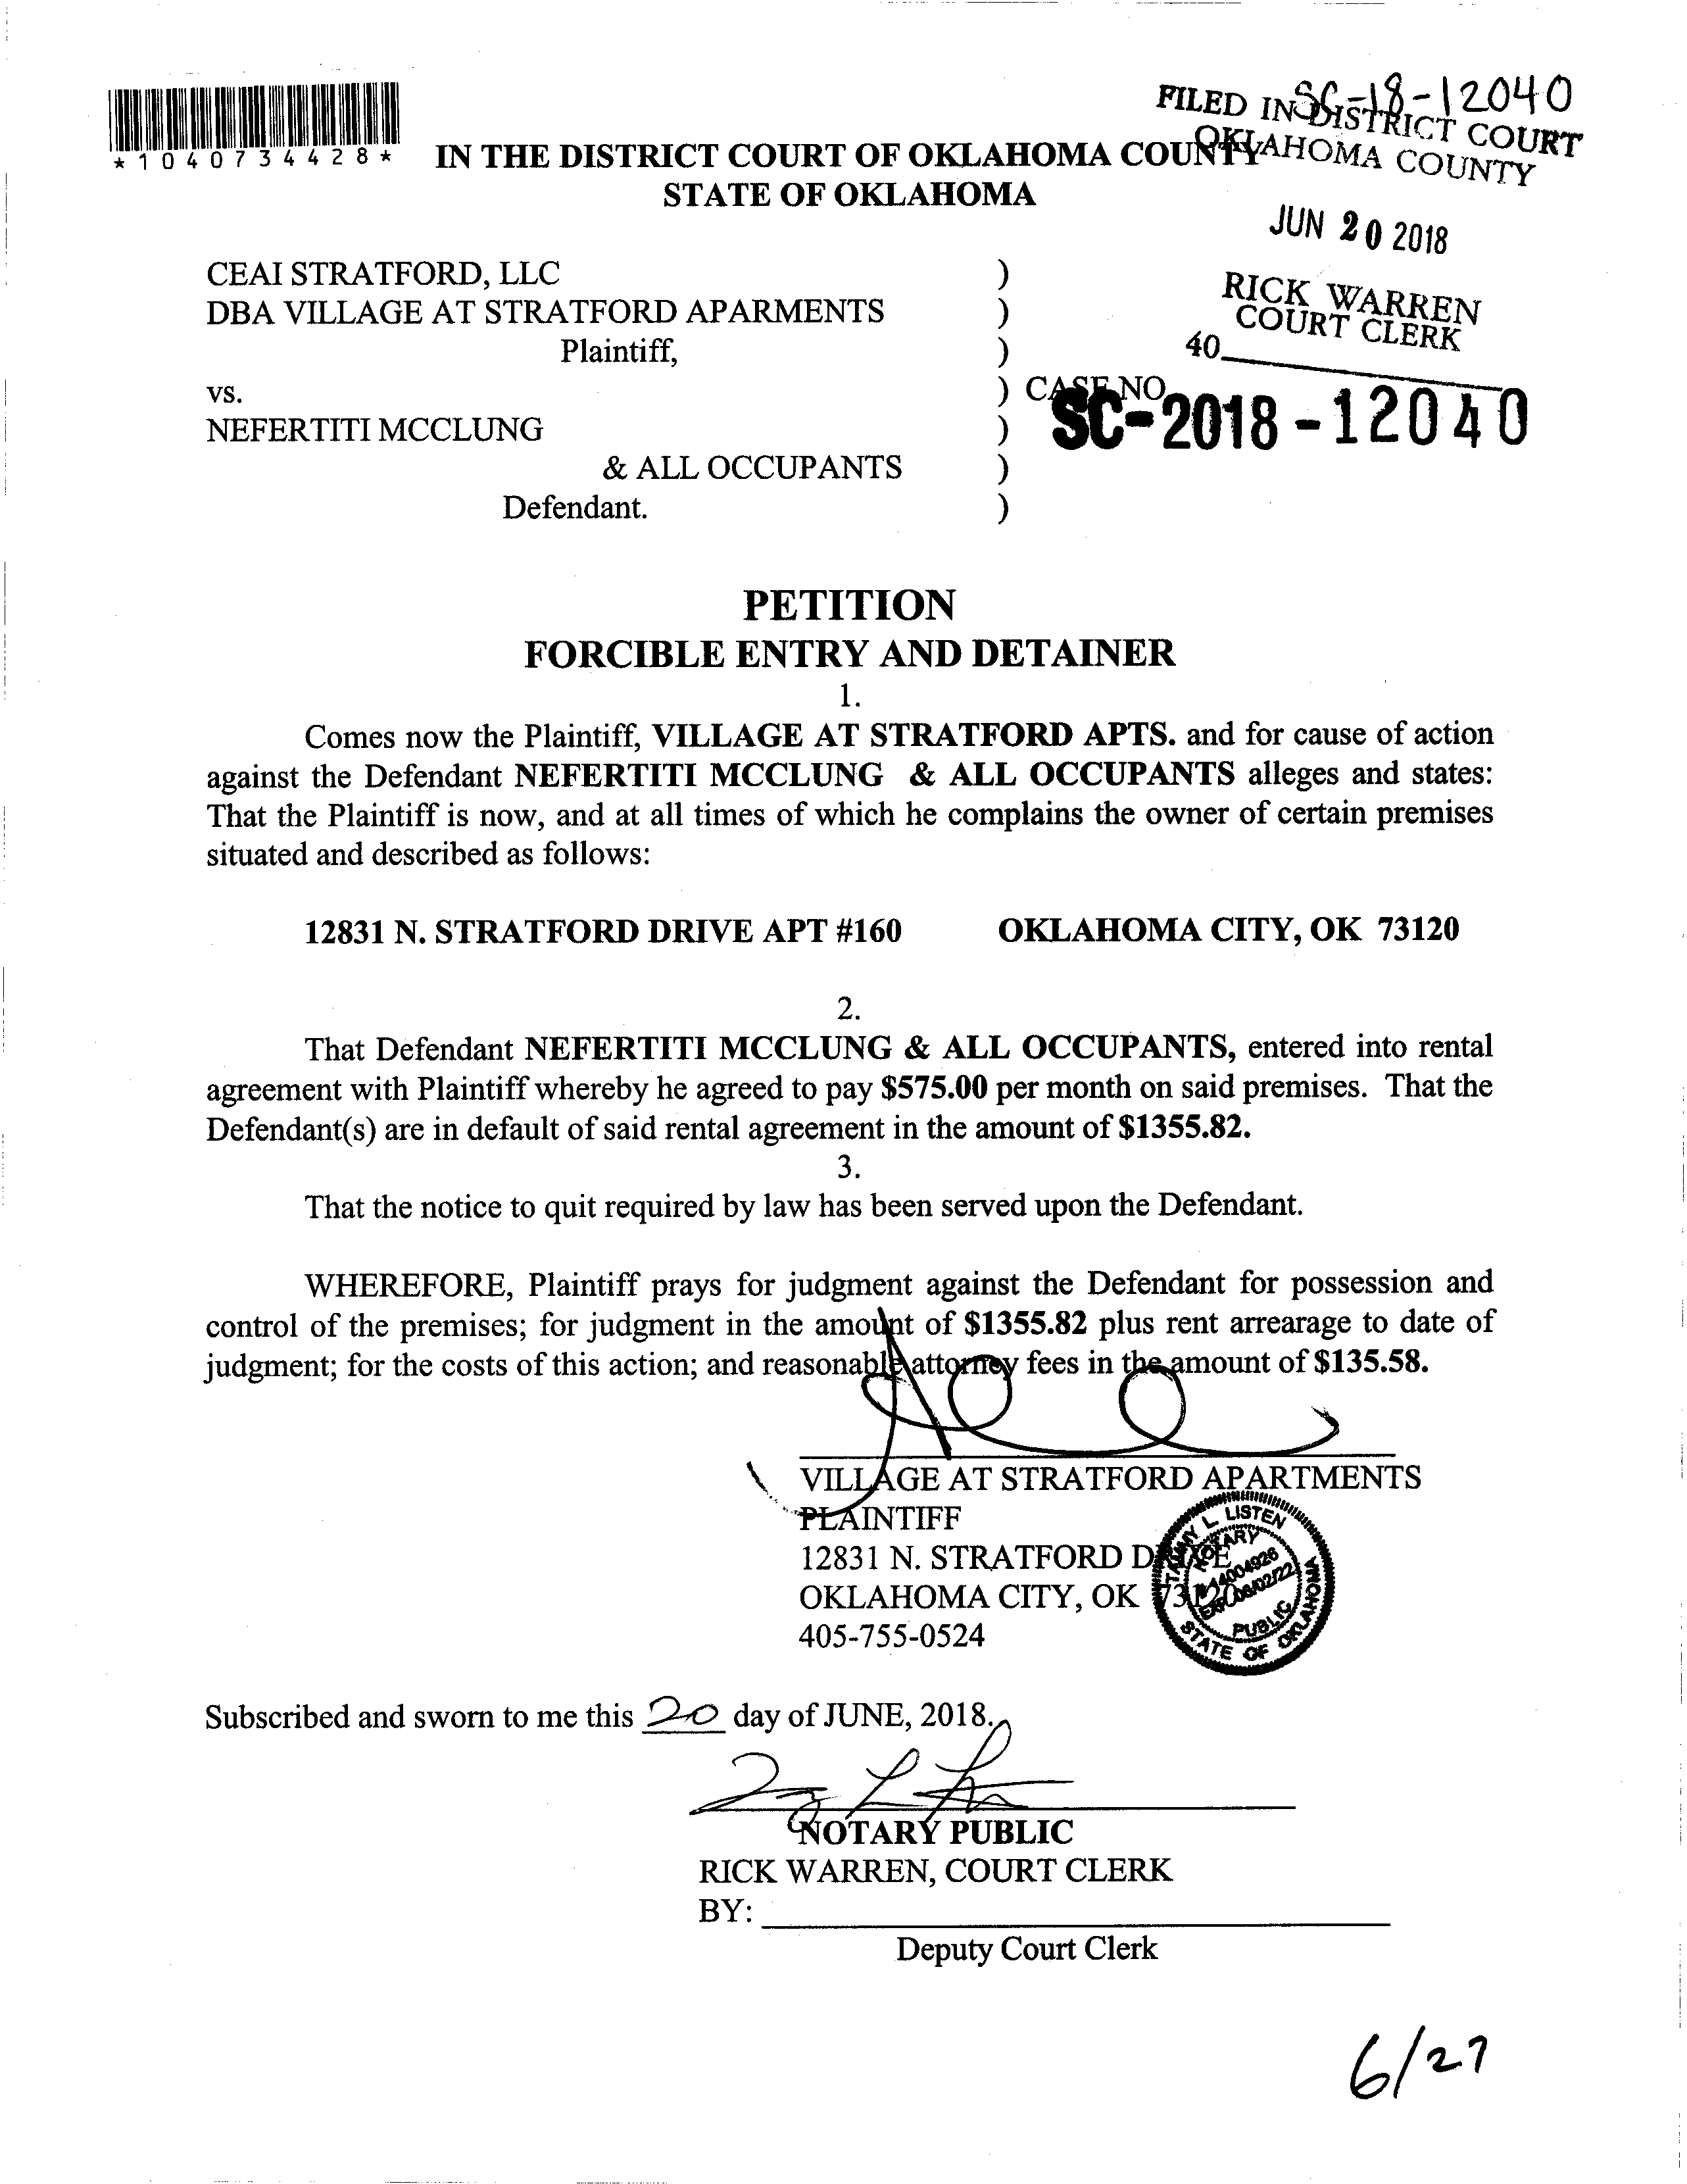 SC-18-12040
FILED IN DISTRICT COURT
OKLAHOMA COUNTY
*1040734428*
IN THE DISTRICT COURT OF OKLAHOMA COUNTY
STATE OF OKLAHOMA
JUN 20 2018
RICK WARREN
COURT CLERK
40
CEAI STRATFORD, LLC )
DBA VILLAGE AT STRATFORD APARMENTS )
Plaintiff, )
vs. ) CASE NO
SC-2018-12040
NEFERTITI MCCLUNG )
& ALL OCCUPANTS )
Defendant. )
PETITION
FORCIBLE ENTRY AND DETAINER
1.
Comes now the Plaintiff, VILLAGE AT STRATFORD APTS. and for cause of action
against the Defendant NEFERTITI MCCLUNG & ALL OCCUPANTS alleges and states:
That the Plaintiff is now, and at all times of which he complains the owner of certain premises
situated and described as follows:
12831 N. STRATFORD DRIVE APT #160 OKLAHOMA CITY, OK 73120
2.
That Defendant NEFERTITI MCCLUNG & ALL OCCUPANTS, entered into rental
agreement with Plaintiff whereby he agreed to pay $575.00 per month on said premises. That the
Defendant(s) are in default of said rental agreement in the amount of $1355.82.
3.
That the notice to quit required by law has been served upon the Defendant.
WHEREFORE, Plaintiff prays for judgment against the Defendant for possession and
control of the premises; for judgment in the amount of $1355.82 plus rent arrearage to date of
judgment; for the costs of this action; and reasonable attorney fees in the amount of $135.58.
VILLAGE AT STRATFORD APARTMENTS
PLAINTIFF
12831 N. STRATFORD DRIVE
OKLAHOMA CITY, OK 73120
405-755-0524
TAMMY L. LISTEN
NOTARY
#14004926
EXP. 06/02/22
PUBLIC
STATE OF OKLAHOMA
Subscribed and sworn to me this 20 day of JUNE, 2018.
NOTARY PUBLIC
RICK WARREN, COURT CLERK
BY:
Deputy Court Clerk
6/27